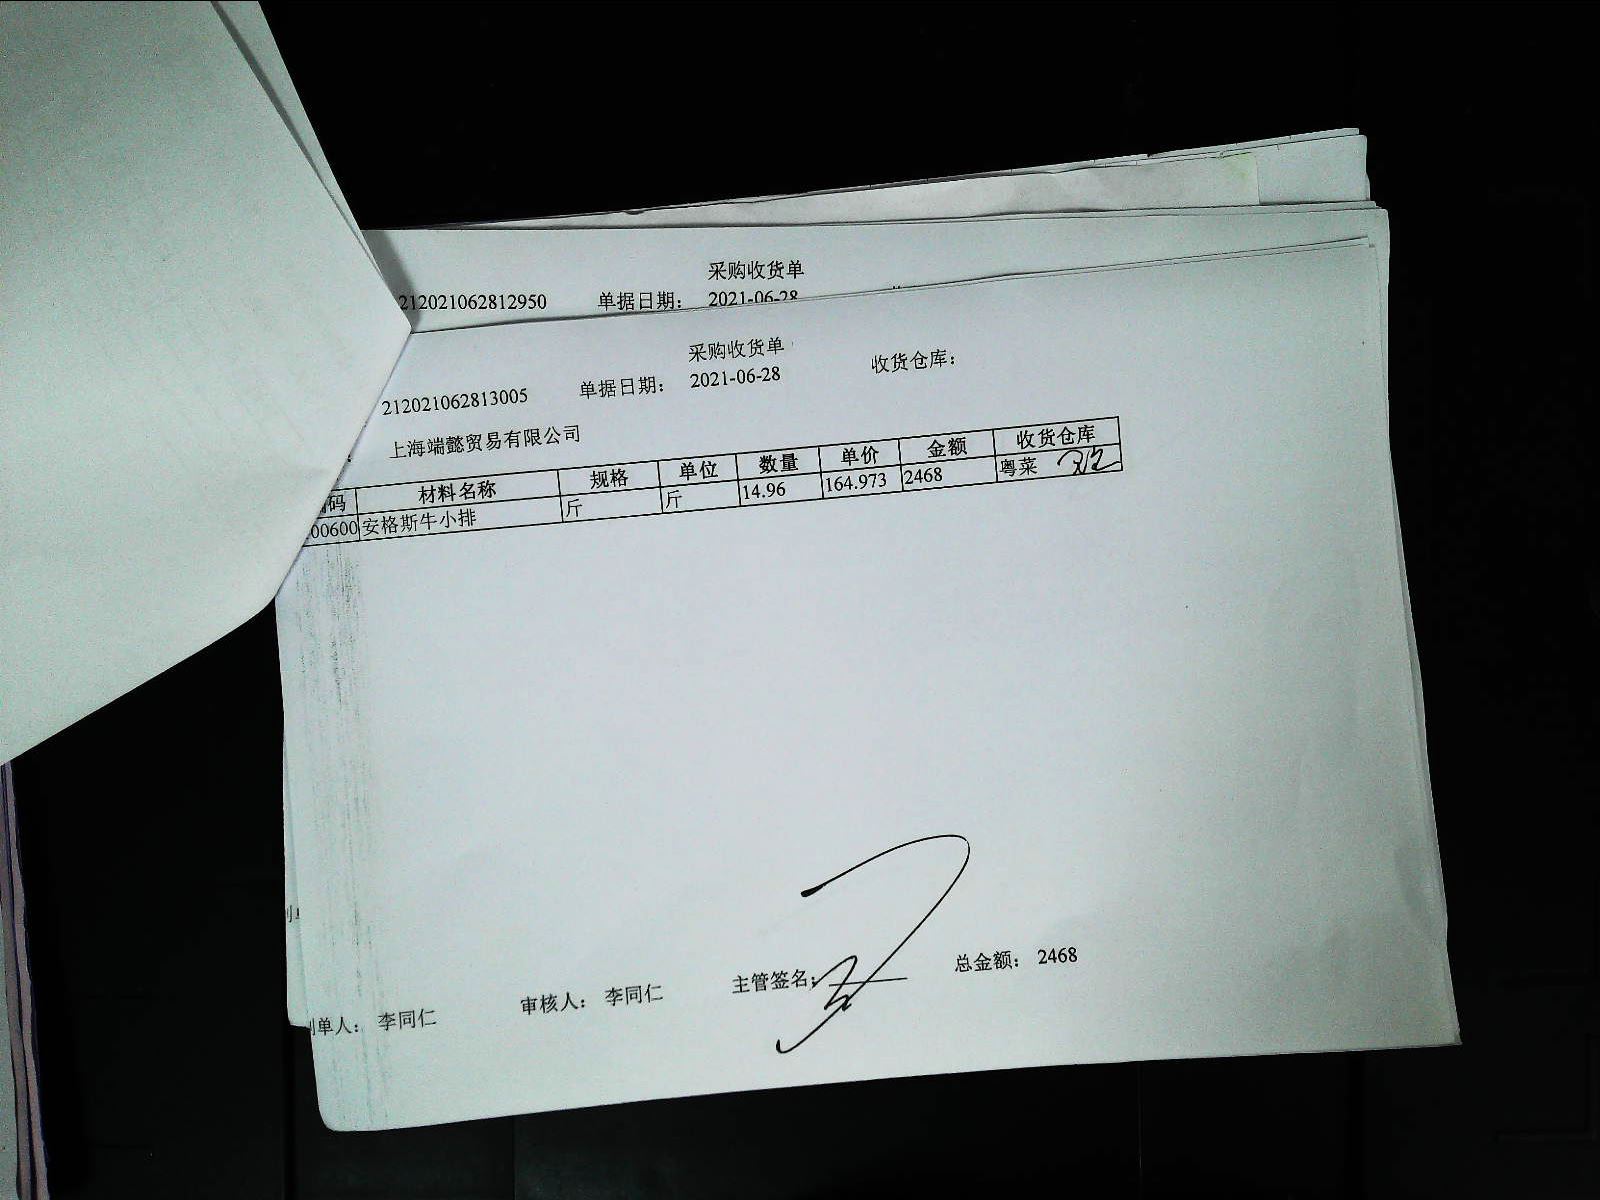 采购收货单
212021062812950 单据日期： 2021-06-28
采购收货单
212021062813005 单据日期： 2021-06-28 收货仓库：
上海端懿贸易有限公司
码 材料名称 规格 单位 数量 单价 金额 收货仓库
00600 安格斯牛小排 斤 斤 14.96 164.973 2468 粤菜
制单人： 李同仁 审核人： 李同仁 主管签名： 总金额： 2468